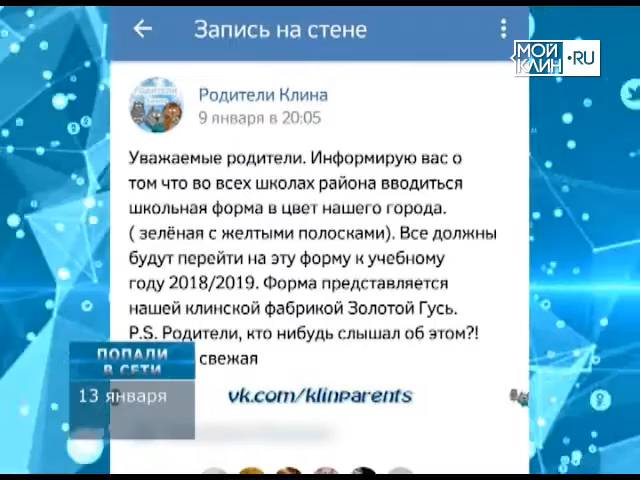 Запись на стене
МОЙ
КЛИН.RU
Родители Клина
9 января в 20:05
Уважаемые родители. Информирую вас о
том что во всех школах района вводиться
школьная форма в цвет нашего города.
( зелёная с желтыми полосками). Все должны
будут перейти на эту форму к учебному
году 2018/2019. Форма представляется
нашей клинской фабрикой Золотой Гусь.
P.S. Родители, кто нибудь слышал об этом?!
свежая
ПОПАЛИ
В СЕТИ
13 января
vk.com/klinparents